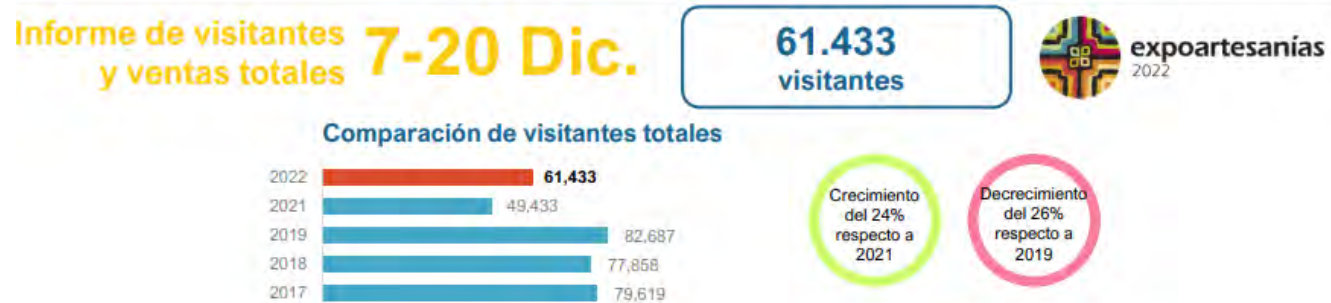 Informe de visitantes
y ventas totales
7-20 Dic.
61.433
visitantes
expoartesanías
2022
Comparación de visitantes totales
2022 61,433
2021 49,433
2019 82,687
2018 77,858
2017 79,619
Crecimiento
del 24%
respecto a
2021
Decrecimiento
del 26%
respecto a
2019